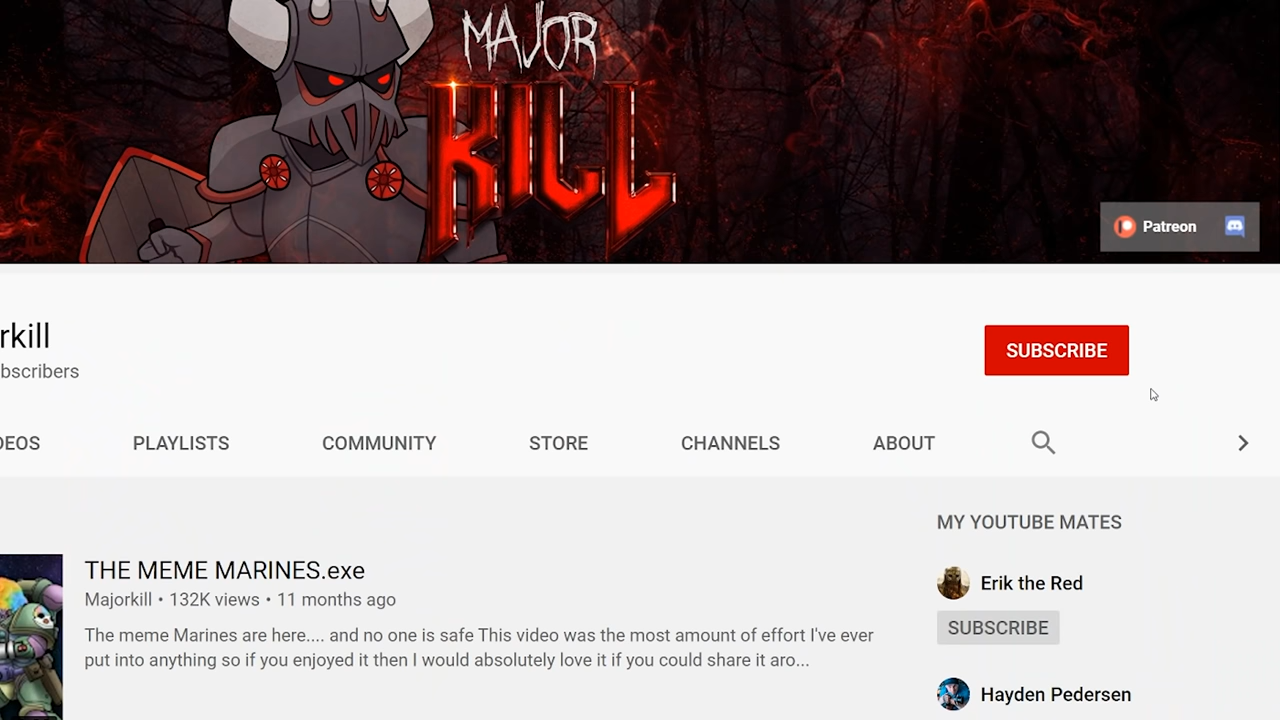 MAJOR
KILL
Patreon
rkill
bscribers
SUBSCRIBE
DEOS PLAYLISTS COMMUNITY STORE CHANNELS ABOUT
MY YOUTUBE MATES
THE MEME MARINES.exe
Majorkill • 132K views • 11 months ago
Erik the Red
SUBSCRIBE
The meme Marines are here.... and no one is safe This video was the most amount of effort I've ever
put into anything so if you enjoyed it then I would absolutely love it if you could share it aro...
Hayden Pedersen